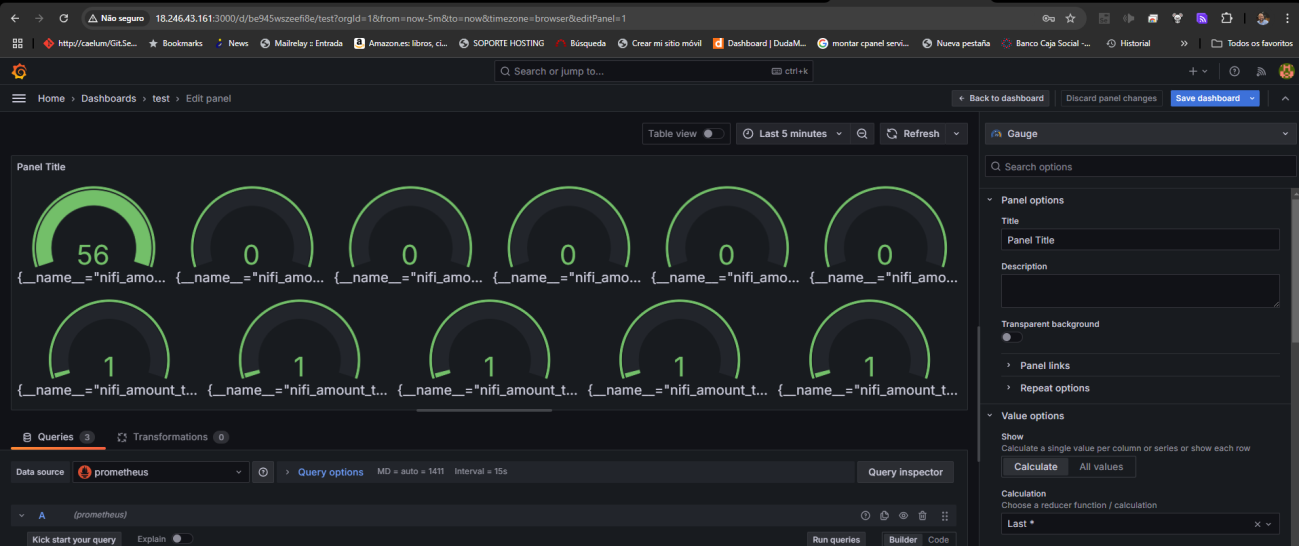 Não seguro 18.246.43.161:3000/d/be945wszeefi8e/test?orgId=1&from=now-5m&to=now&timezone=browser&editPanel=1
http://caelum/Git.Se... Bookmarks News Mailrelay :: Entrada Amazon.es: libros, ci... SOPORTE HOSTING Búsqueda Crear mi sitio móvil Dashboard | DudaM... montar cpanel servi... Nueva pestaña Banco Caja Social -... Historial » Todos os favoritos
Search or jump to... ctrl+k
Home › Dashboards › test › Edit panel
Back to dashboard Discard panel changes Save dashboard
Table view Last 5 minutes Refresh
Gauge
Search options
Panel Title
56 0 0 0 0 0
{__name__="nifi_amo... {__name__="nifi_amo... {__name__="nifi_amo... {__name__="nifi_amo... {__name__="nifi_amo... {__name__="nifi_amo...
1 1 1 1 1
{__name__="nifi_amount_t... {__name__="nifi_amount_t... {__name__="nifi_amount_t... {__name__="nifi_amount_t... {__name__="nifi_amount_t...
Queries 3 Transformations 0
Data source prometheus Query options MD = auto = 1411 Interval = 15s Query inspector
A (prometheus)
Kick start your query Explain Run queries Builder Code
Panel options
Title
Panel Title
Description
Transparent background
Panel links
Repeat options
Value options
Show
Calculate a single value per column or series or show each row
Calculate All values
Calculation
Choose a reducer function / calculation
Last *